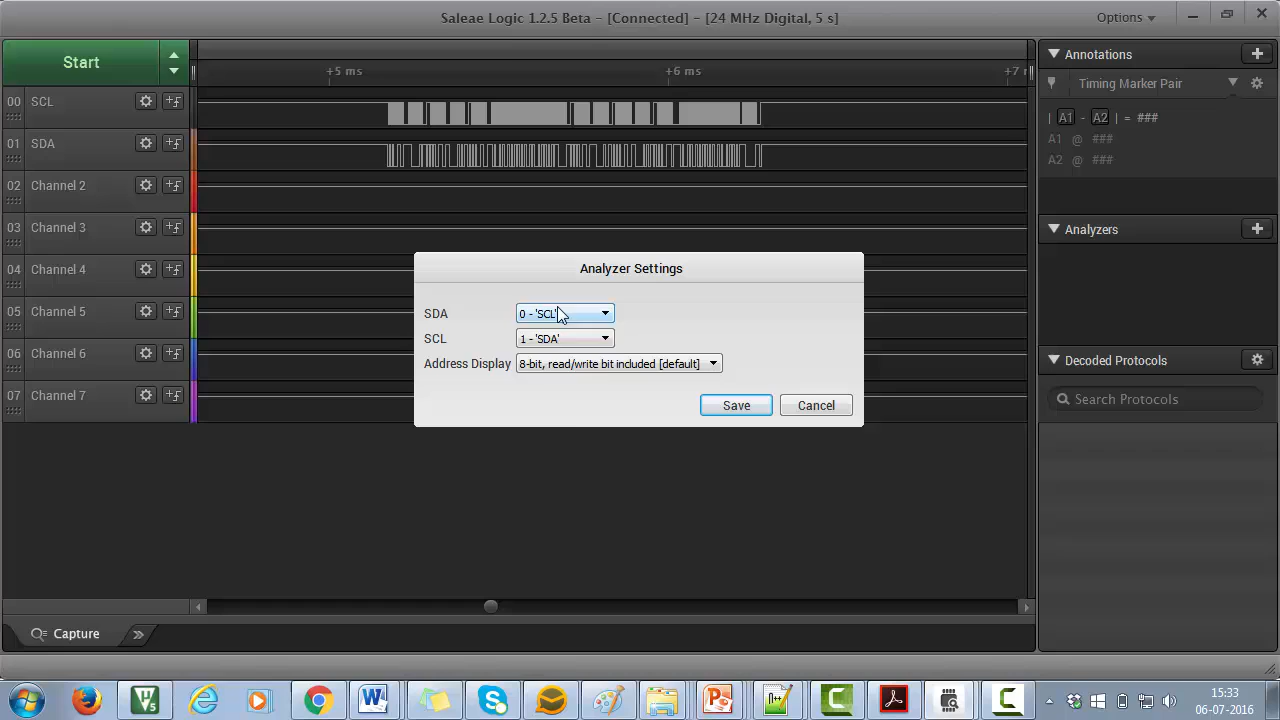 Saleae Logic 1.2.5 Beta - [Connected] - [24 MHz Digital, 5 s]
Options
Start
+5 ms
+6 ms
+7 m
Annotations
Timing Marker Pair
| A1 - A2 | = ###
A1 @ ###
A2 @ ###
00 SCL
01 SDA
02 Channel 2
03 Channel 3
04 Channel 4
05 Channel 5
06 Channel 6
07 Channel 7
Analyzers
Analyzer Settings
SDA 0 - 'SCL'
SCL 1 - 'SDA'
Address Display 8-bit, read/write bit included [default]
Save
Cancel
Decoded Protocols
Search Protocols
Capture
15:33
06-07-2016